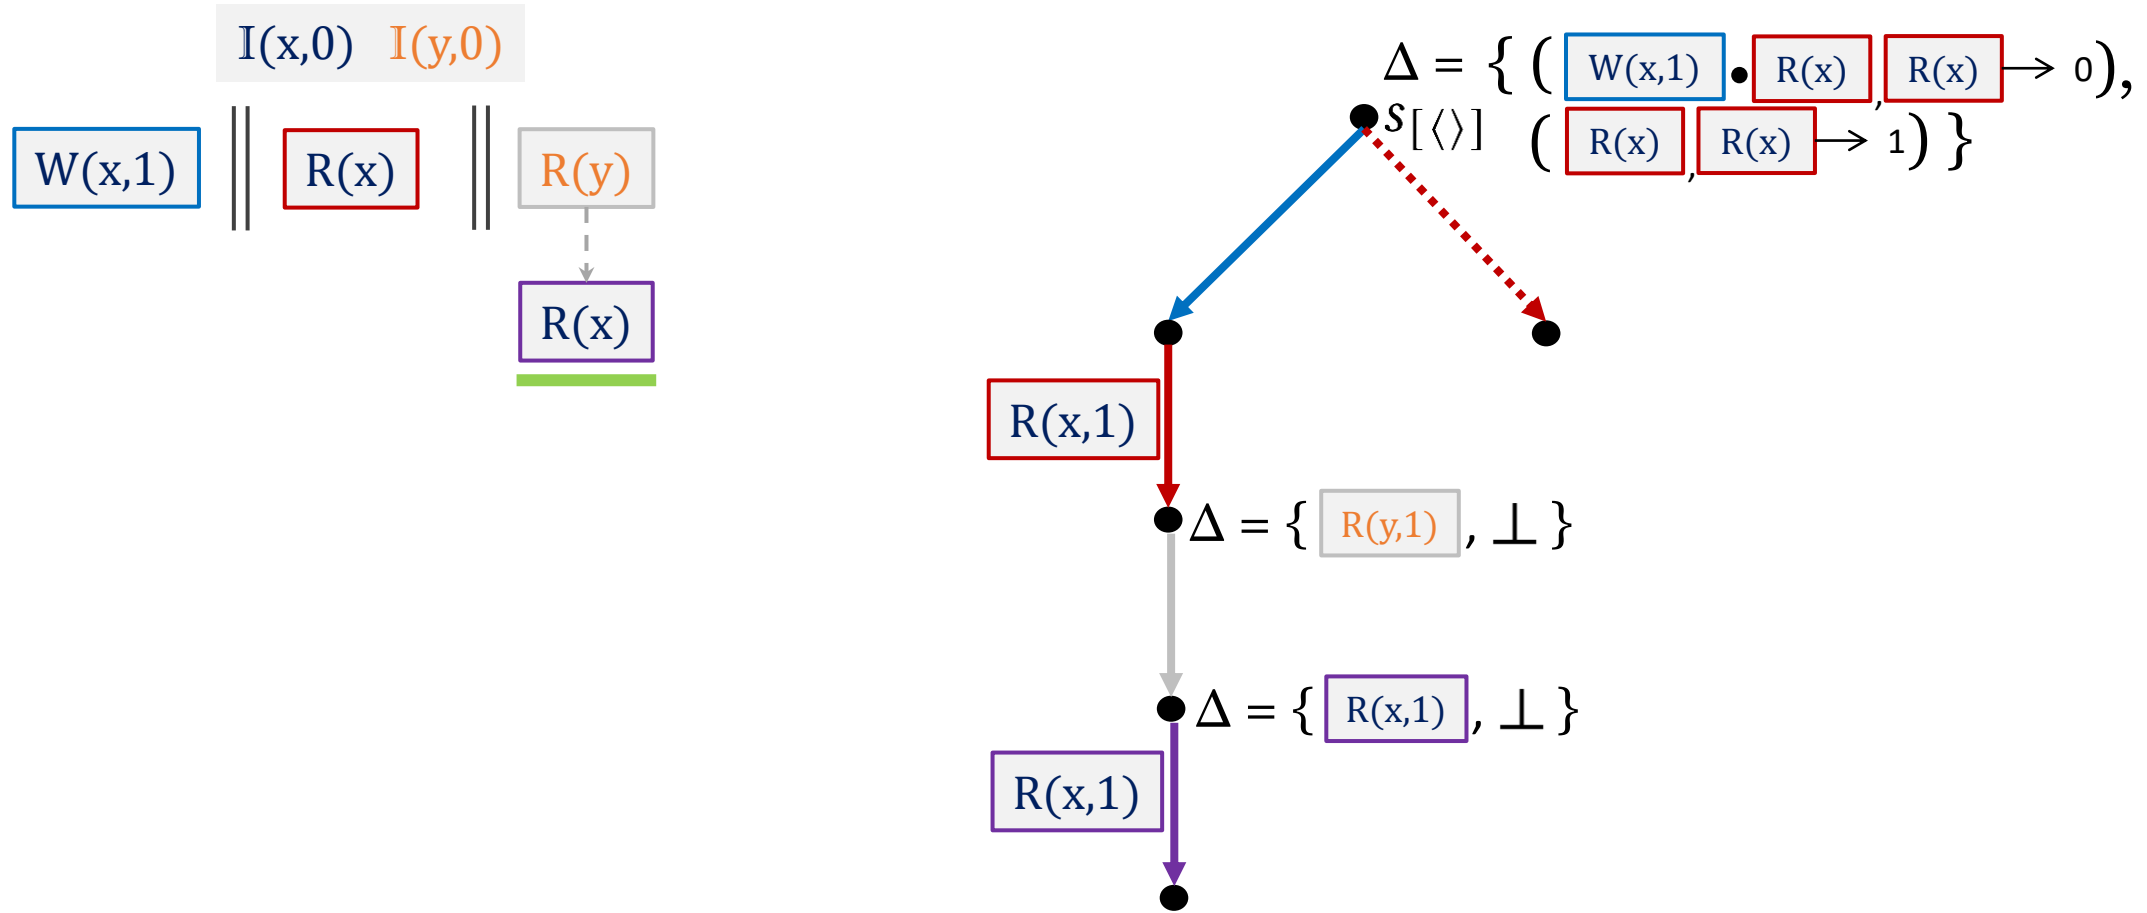 𝕀(x,0) 𝕀(y,0)
W(x,1) || R(x) || R(y)
R(x)
Δ = { ( W(x,1) • R(x) , R(x) → 0 ),
s[⟨⟩] ( R(x) , R(x) → 1 ) }
R(x,1)
Δ = { R(y,1) , ⊥ }
Δ = { R(x,1) , ⊥ }
R(x,1)